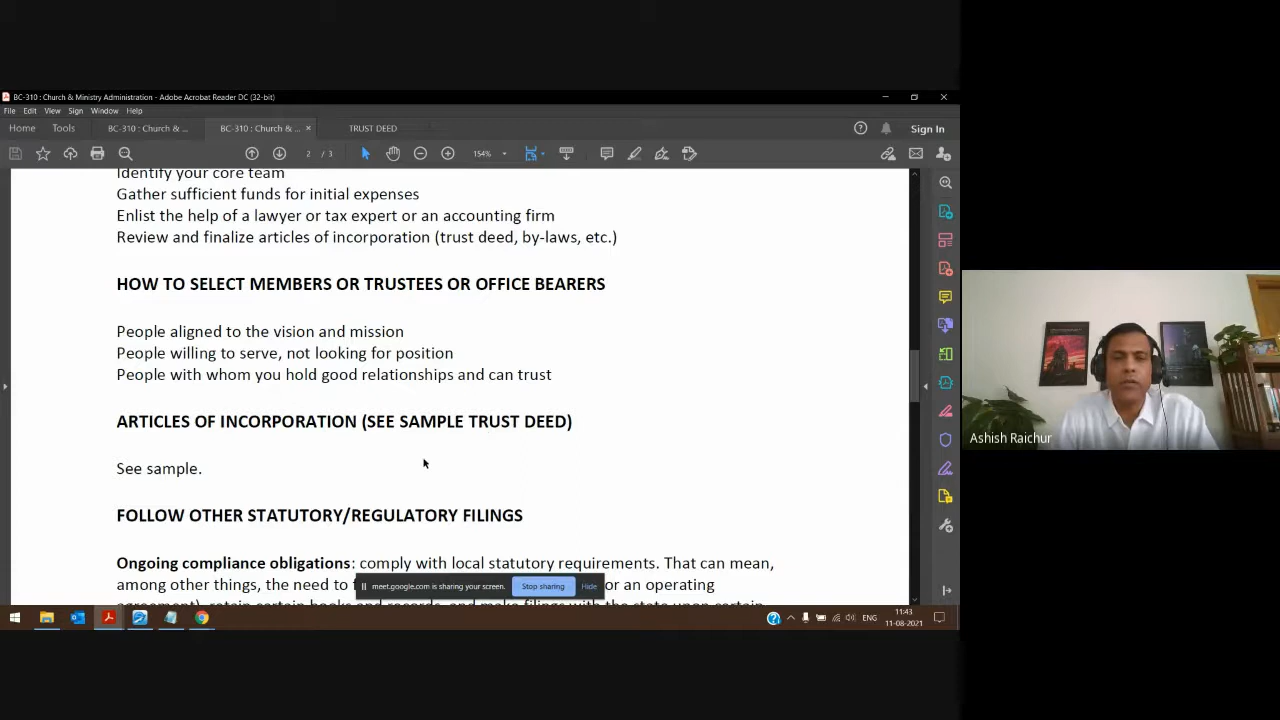 BC-310 : Church & Ministry Administration - Adobe Acrobat Reader DC (32-bit)
File Edit View Sign Window Help
Home Tools BC-310 : Church & ... BC-310 : Church & ... × TRUST DEED Sign In
2 / 3 154%
Identify your core team
Gather sufficient funds for initial expenses
Enlist the help of a lawyer or tax expert or an accounting firm
Review and finalize articles of incorporation (trust deed, by-laws, etc.)
HOW TO SELECT MEMBERS OR TRUSTEES OR OFFICE BEARERS
People aligned to the vision and mission
People willing to serve, not looking for position
People with whom you hold good relationships and can trust
ARTICLES OF INCORPORATION (SEE SAMPLE TRUST DEED)
See sample.
FOLLOW OTHER STATUTORY/REGULATORY FILINGS
Ongoing compliance obligations: comply with local statutory requirements. That can mean,
among other things, the need to or an operating
meet.google.com is sharing your screen. Stop sharing Hide
Ashish Raichur
ENG 11:43
11-08-2021